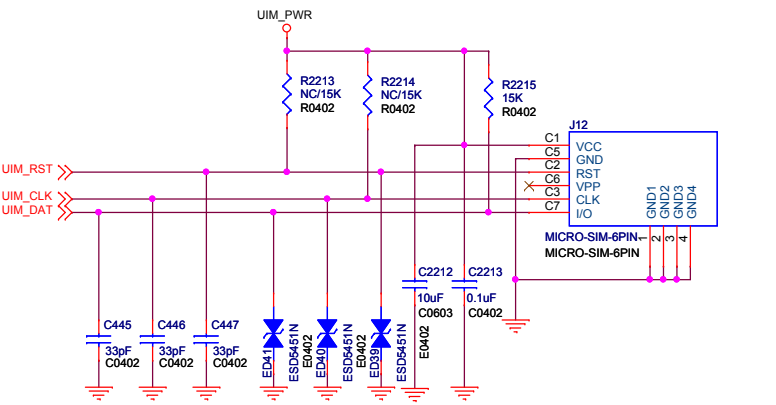 UIM_PWR
R2213
NC/15K
R0402
R2214
NC/15K
R0402
R2215
15K
R0402
J12
C1
VCC
C5
GND
C2
RST
C6
VPP
C3
CLK
C7
I/O
GND1
GND2
GND3
GND4
1
2
3
4
MICRO-SIM-6PIN
MICRO-SIM-6PIN
UIM_RST
UIM_CLK
UIM_DAT
C445
33pF
C0402
C446
33pF
C0402
C447
33pF
C0402
ED41
ESD5451N
E0402
ED40
ESD5451N
E0402
ED39
ESD5451N
E0402
C2212
10uF
C0603
C2213
0.1uF
C0402